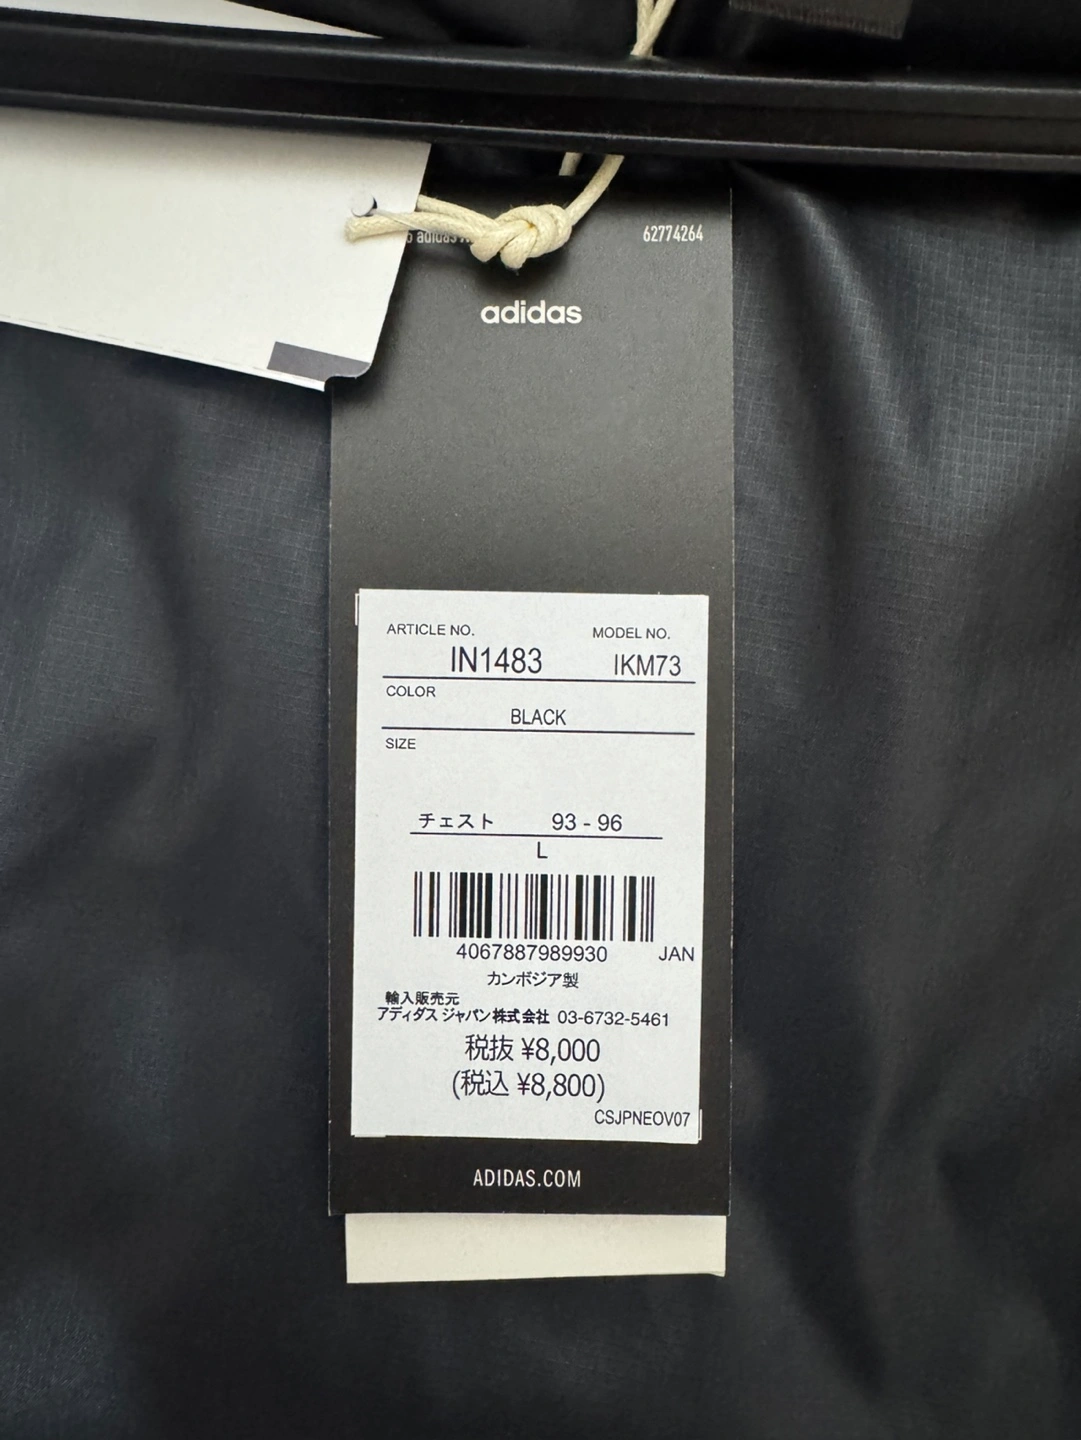 62774264
adidas
ARTICLE NO. MODEL NO.
IN1483 IKM73
COLOR
BLACK
SIZE
チェスト 93 - 96
L
4067887989930 JAN
カンボジア製
輸入販売元
アディダス ジャパン株式会社 03-6732-5461
税抜 ¥8,000
(税込 ¥8,800)
CSJPNEOV07
ADIDAS.COM